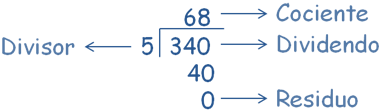 68 Cociente
Divisor 5 340 Dividendo
40
0 Residuo